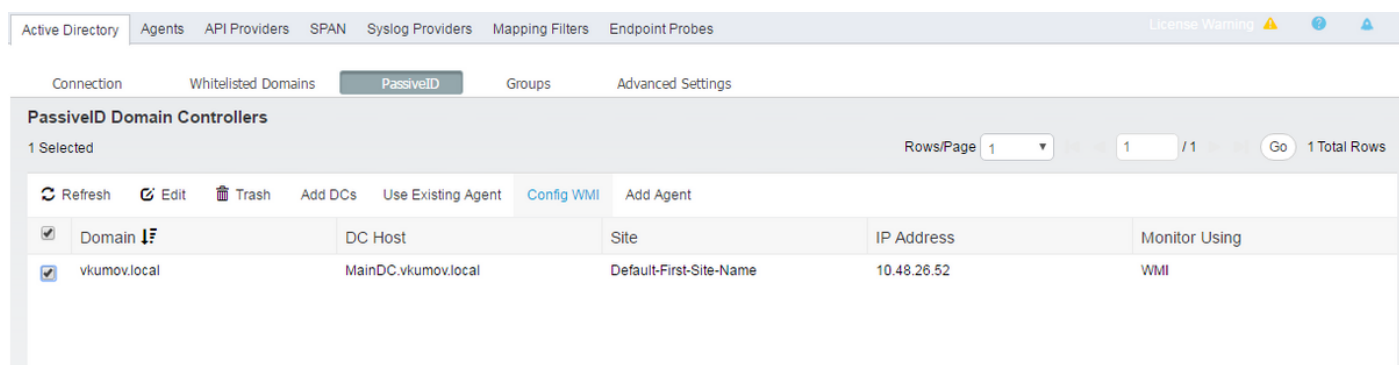 Active Directory Agents API Providers SPAN Syslog Providers Mapping Filters Endpoint Probes License Warning
Connection Whitelisted Domains PassiveID Groups Advanced Settings
PassiveID Domain Controllers
1 Selected Rows/Page 1 1 / 1 Go 1 Total Rows
Refresh Edit Trash Add DCs Use Existing Agent Config WMI Add Agent
Domain DC Host Site IP Address Monitor Using
vkumov.local MainDC.vkumov.local Default-First-Site-Name 10.48.26.52 WMI